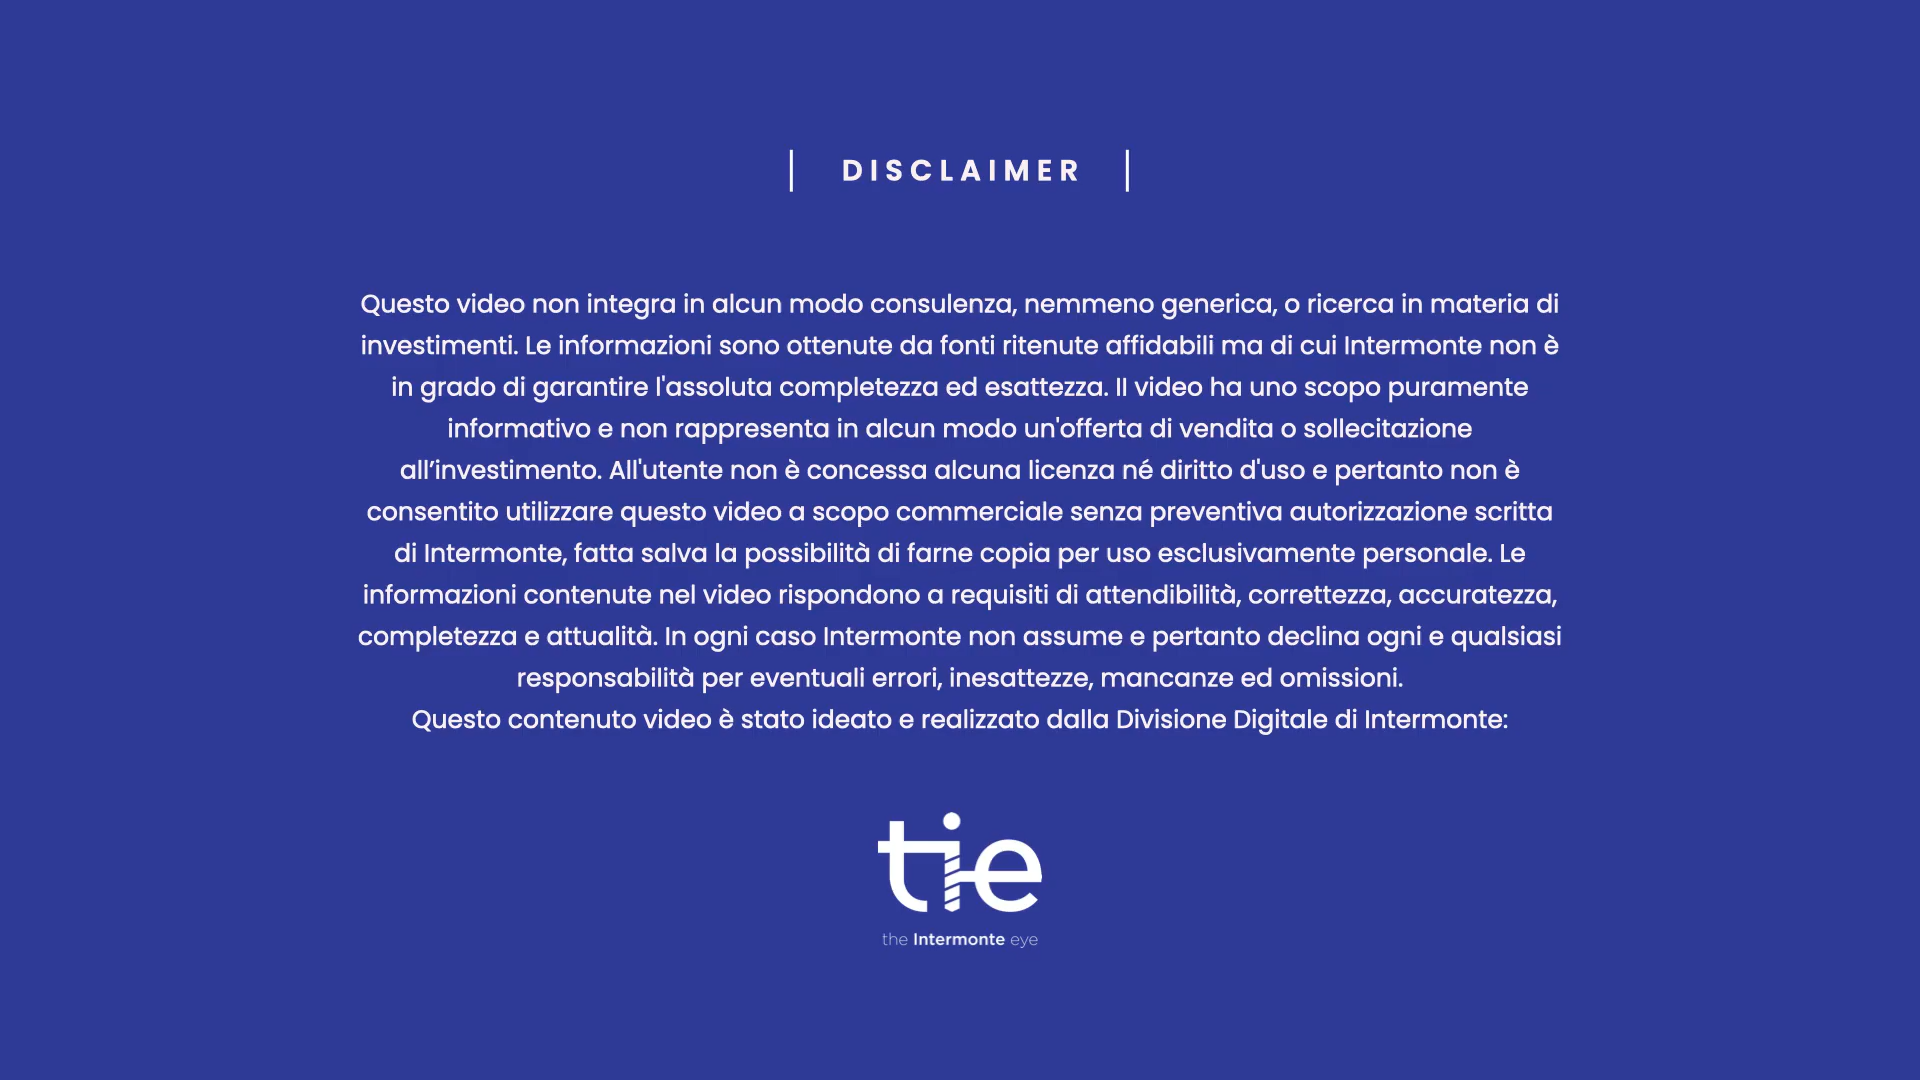 DISCLAIMER
Questo video non integra in alcun modo consulenza, nemmeno generica, o ricerca in materia di
investimenti. Le informazioni sono ottenute da fonti ritenute affidabili ma di cui Intermonte non è
in grado di garantire l'assoluta completezza ed esattezza. Il video ha uno scopo puramente
informativo e non rappresenta in alcun modo un'offerta di vendita o sollecitazione
all’investimento. All'utente non è concessa alcuna licenza né diritto d'uso e pertanto non è
consentito utilizzare questo video a scopo commerciale senza preventiva autorizzazione scritta
di Intermonte, fatta salva la possibilità di farne copia per uso esclusivamente personale. Le
informazioni contenute nel video rispondono a requisiti di attendibilità, correttezza, accuratezza,
completezza e attualità. In ogni caso Intermonte non assume e pertanto declina ogni e qualsiasi
responsabilità per eventuali errori, inesattezze, mancanze ed omissioni.
Questo contenuto video è stato ideato e realizzato dalla Divisione Digitale di Intermonte:
tie
the Intermonte eye